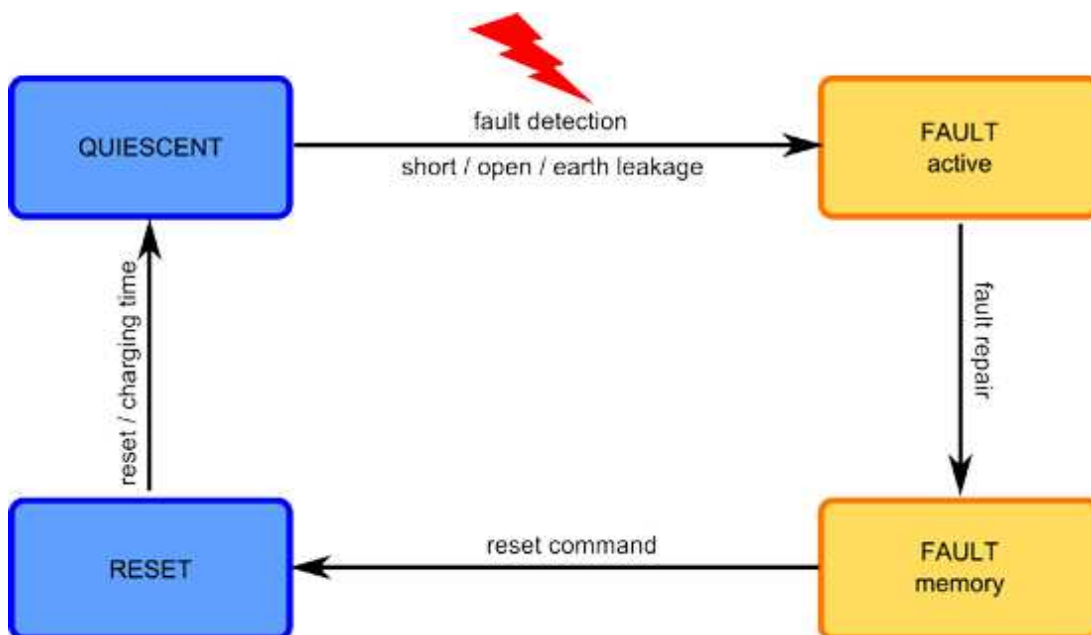 fault detection
QUIESCENT
short / open / earth leakage
FAULT
active
reset / charging time
fault repair
RESET
reset command
FAULT
memory